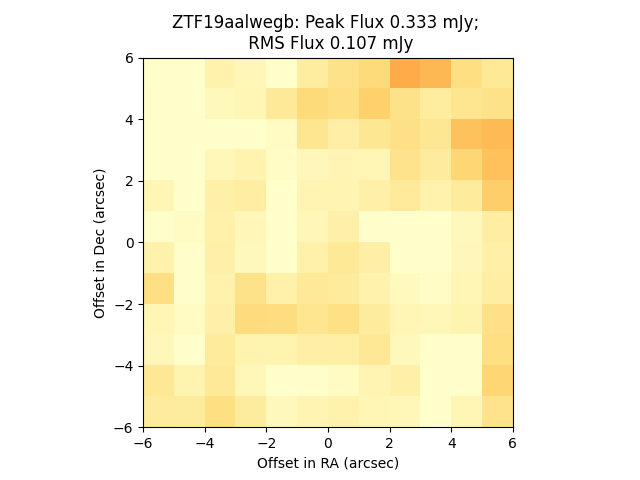 ZTF19aalwegb: Peak Flux 0.333 mJy;
RMS Flux 0.107 mJy
6
4
2
0
−2
−4
−6
Offset in Dec (arcsec)
−6 −4 −2 0 2 4 6
Offset in RA (arcsec)